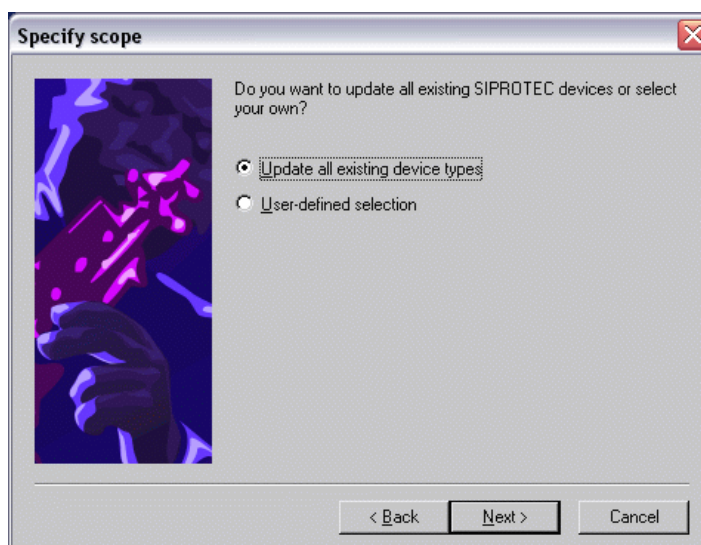 Specify scope
Do you want to update all existing SIPROTEC devices or select
your own?
Update all existing device types
User-defined selection
< Back
Next >
Cancel